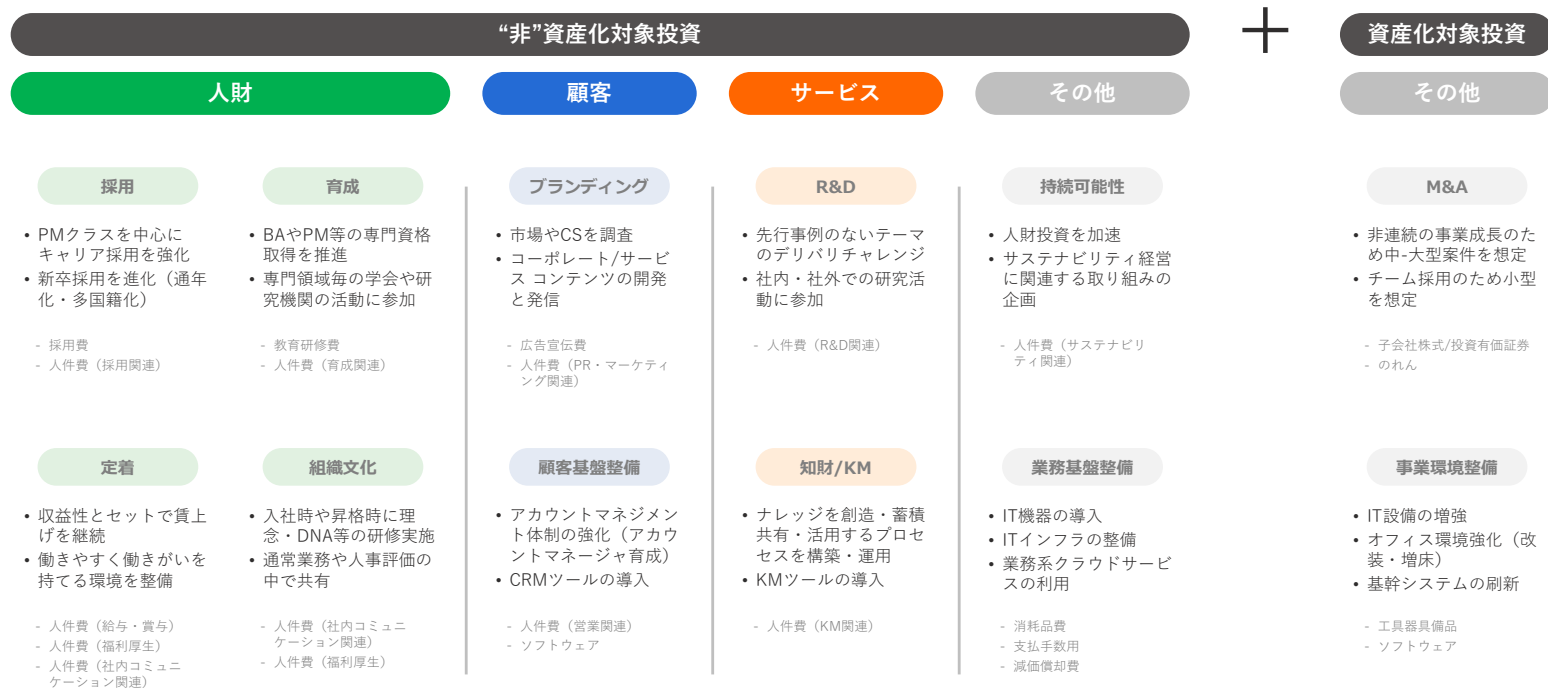 “非”資産化対象投資
＋
資産化対象投資
人財
顧客
サービス
その他
その他
採用
• PMクラスを中心に
キャリア採用を強化
• 新卒採用を進化（通年
化・多国籍化）
- 採用費
- 人件費（採用関連）
育成
• BAやPM等の専門資格
取得を推進
• 専門領域毎の学会や研
究機関の活動に参加
- 教育研修費
- 人件費（育成関連）
ブランディング
• 市場やCSを調査
• コーポレート/サービ
ス コンテンツの開発
と発信
- 広告宣伝費
- 人件費（PR・マーケティ
ング関連）
R&D
• 先行事例のないテーマ
のデリバリチャレンジ
• 社内・社外での研究活
動に参加
- 人件費（R&D関連）
持続可能性
• 人財投資を加速
• サステナビリティ経営
に関連する取り組みの
企画
- 人件費（サステナビリ
ティ関連）
M&A
• 非連続の事業成長のた
め中-大型案件を想定
• チーム採用のため小型
を想定
- 子会社株式/投資有価証券
- のれん
定着
• 収益性とセットで賃上
げを継続
• 働きやすく働きがいを
持てる環境を整備
- 人件費（給与・賞与）
- 人件費（福利厚生）
- 人件費（社内コミュニ
ケーション関連）
組織文化
• 入社時や昇格時に理
念・DNA等の研修実施
• 通常業務や人事評価の
中で共有
- 人件費（社内コミュニ
ケーション関連）
- 人件費（福利厚生）
顧客基盤整備
• アカウントマネジメン
ト体制の強化（アカウ
ントマネージャ育成）
• CRMツールの導入
- 人件費（営業関連）
- ソフトウェア
知財/KM
• ナレッジを創造・蓄積
共有・活用するプロセ
セスを構築・運用
• KMツールの導入
- 人件費（KM関連）
業務基盤整備
• IT機器の導入
• ITインフラの整備
• 業務系クラウドサービ
スの利用
- 消耗品費
- 支払手数用
- 減価償却費
事業環境整備
• IT設備の増強
• オフィス環境強化（改
装・増床）
• 基幹システムの刷新
- 工具器具備品
- ソフトウェア